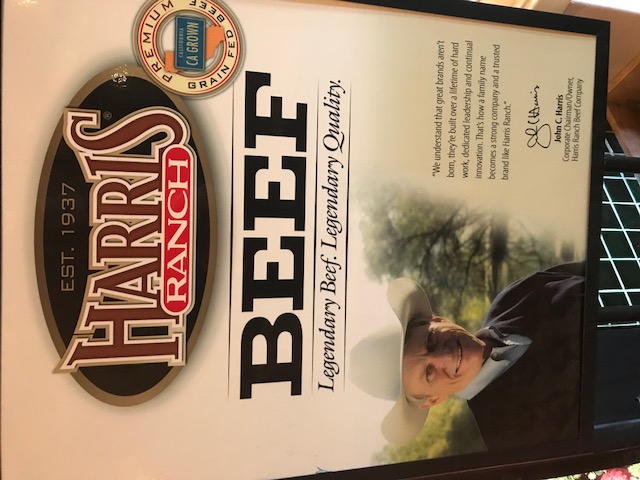 EST. 1937
HARRIS®
RANCH
PREMIUM
CALIFORNIA
CA GROWN
GRAIN FED BEEF
BEEF
Legendary Beef. Legendary Quality.
"We understand that great brands aren't
born, they're built over a lifetime of hard
work, dedicated leadership and continual
innovation. That's how a family name
becomes a strong company and a trusted
brand like Harris Ranch."
John C. Harris
Corporate Chairman/Owner,
Harris Ranch Beef Company